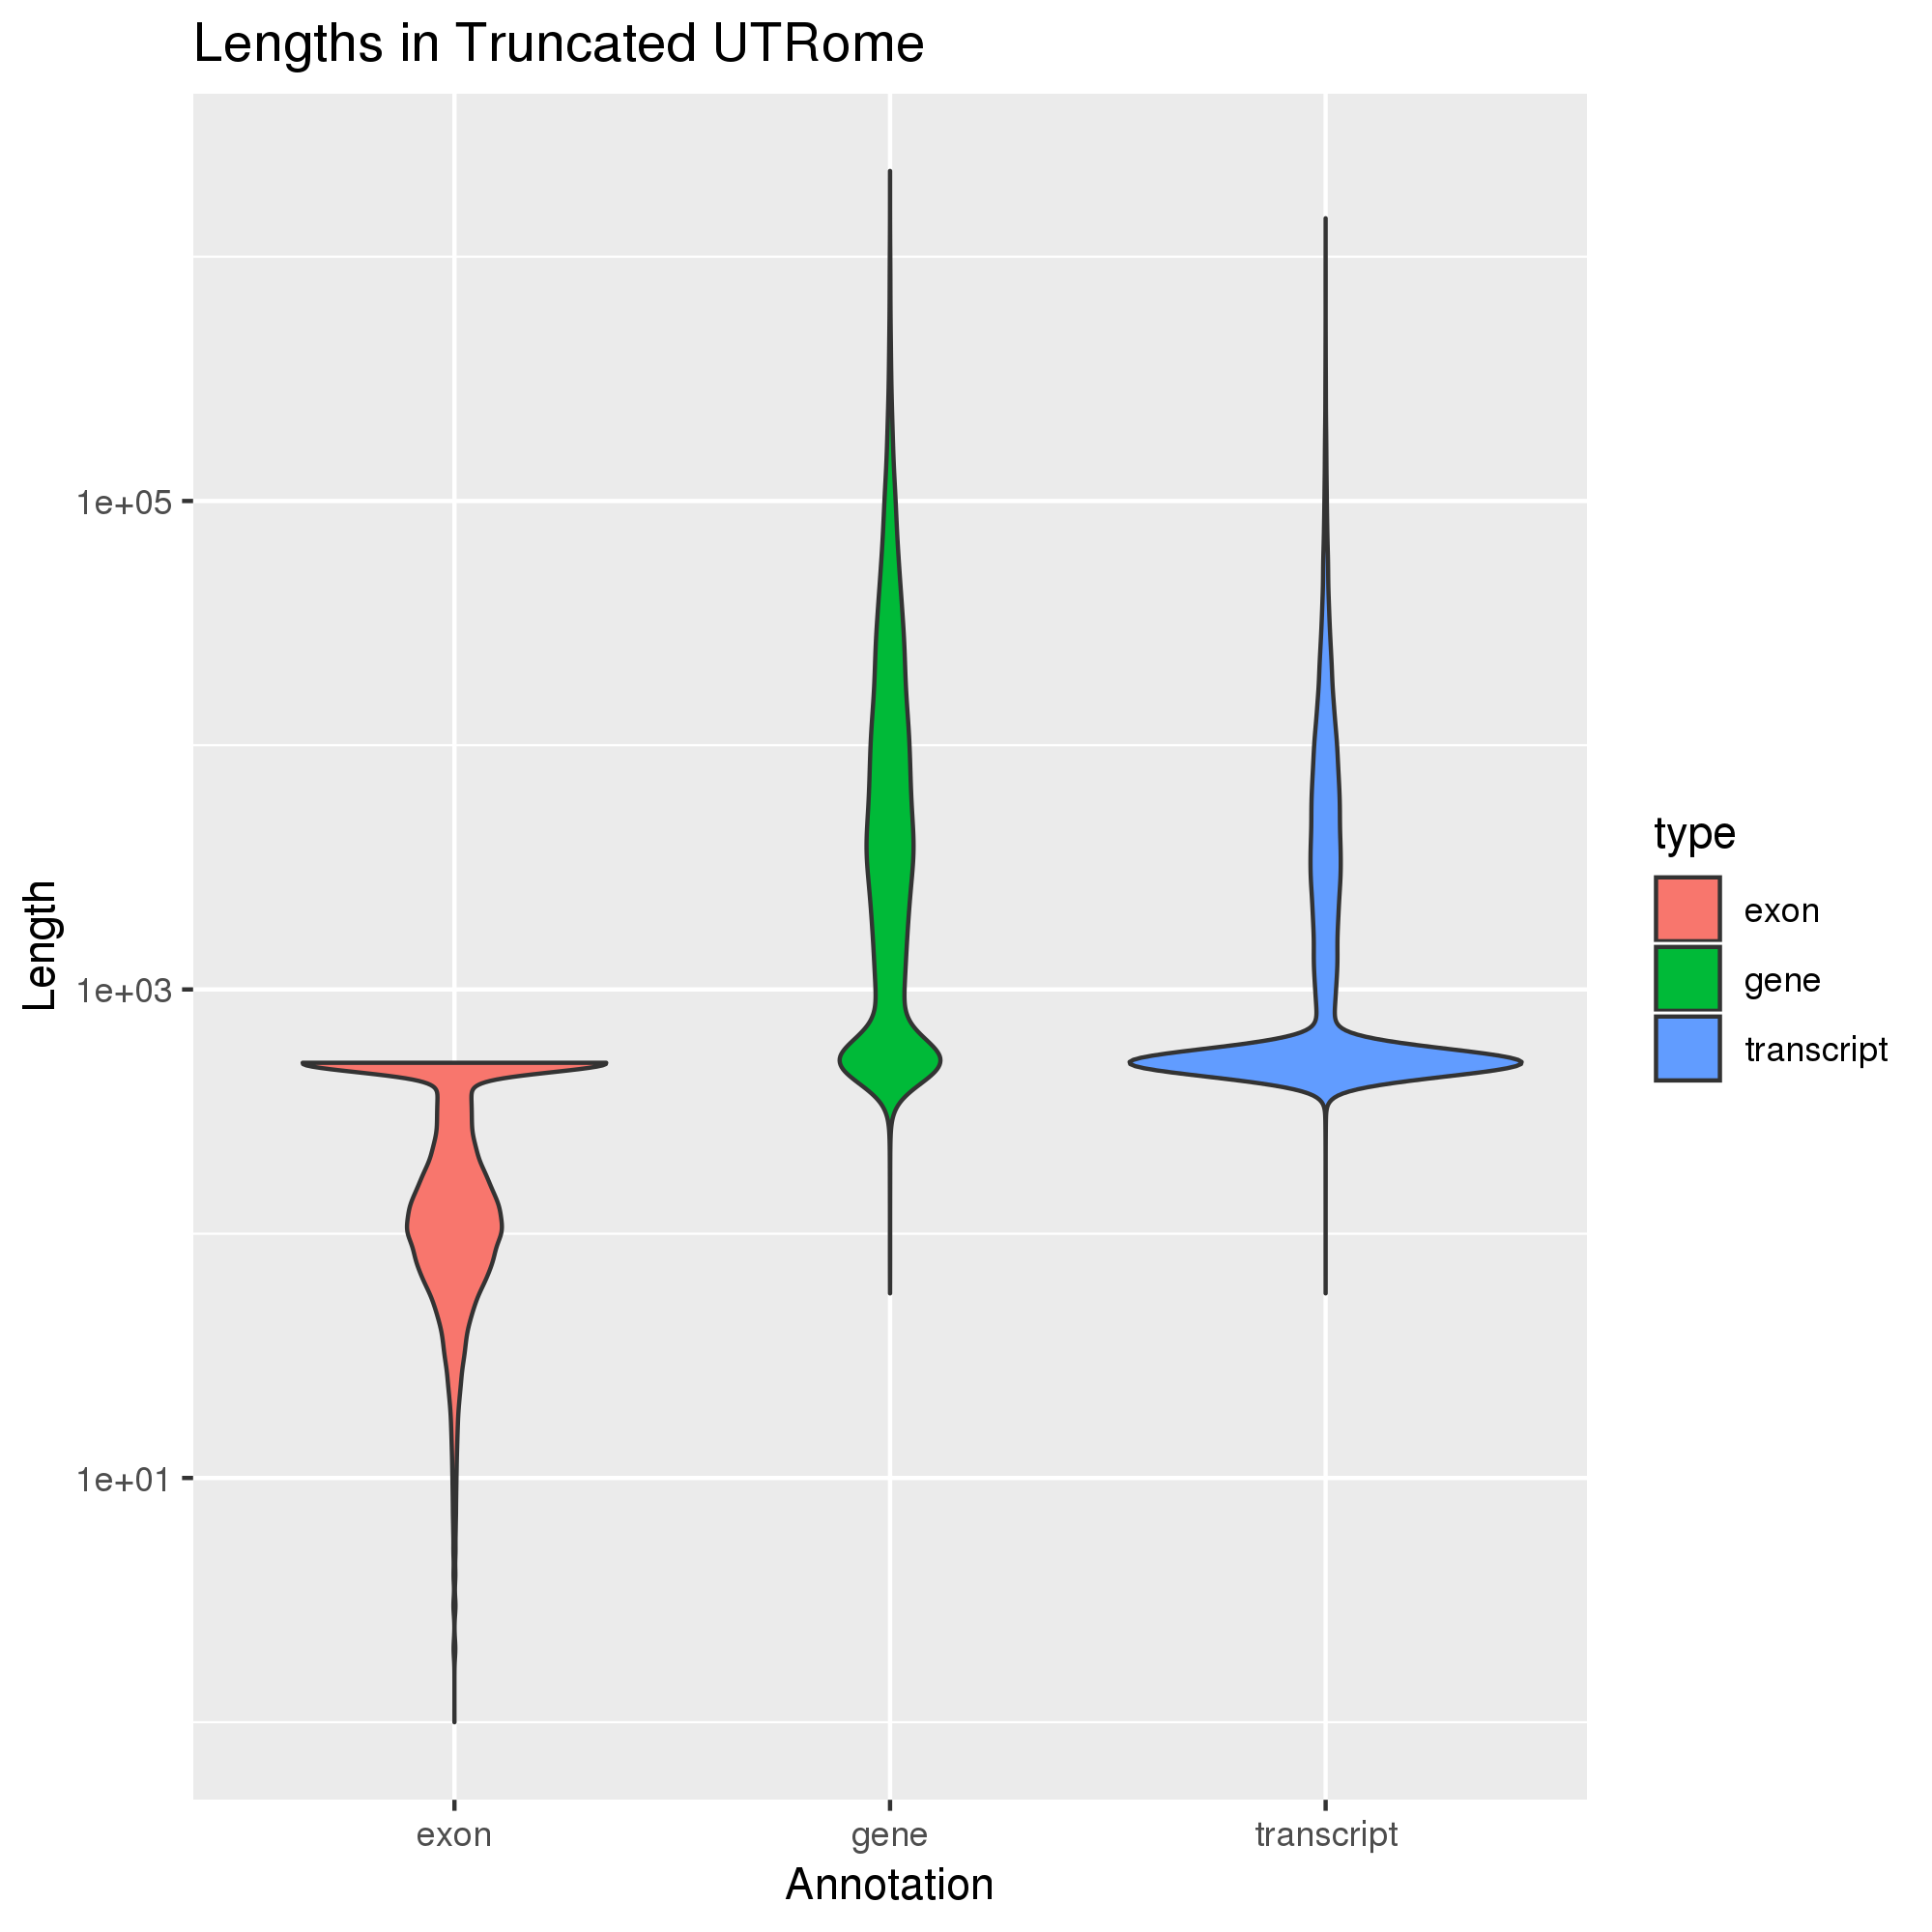 Lengths in Truncated UTRome
1e+05
1e+03
1e+01
Length
exon
gene
transcript
Annotation
type
exon
gene
transcript